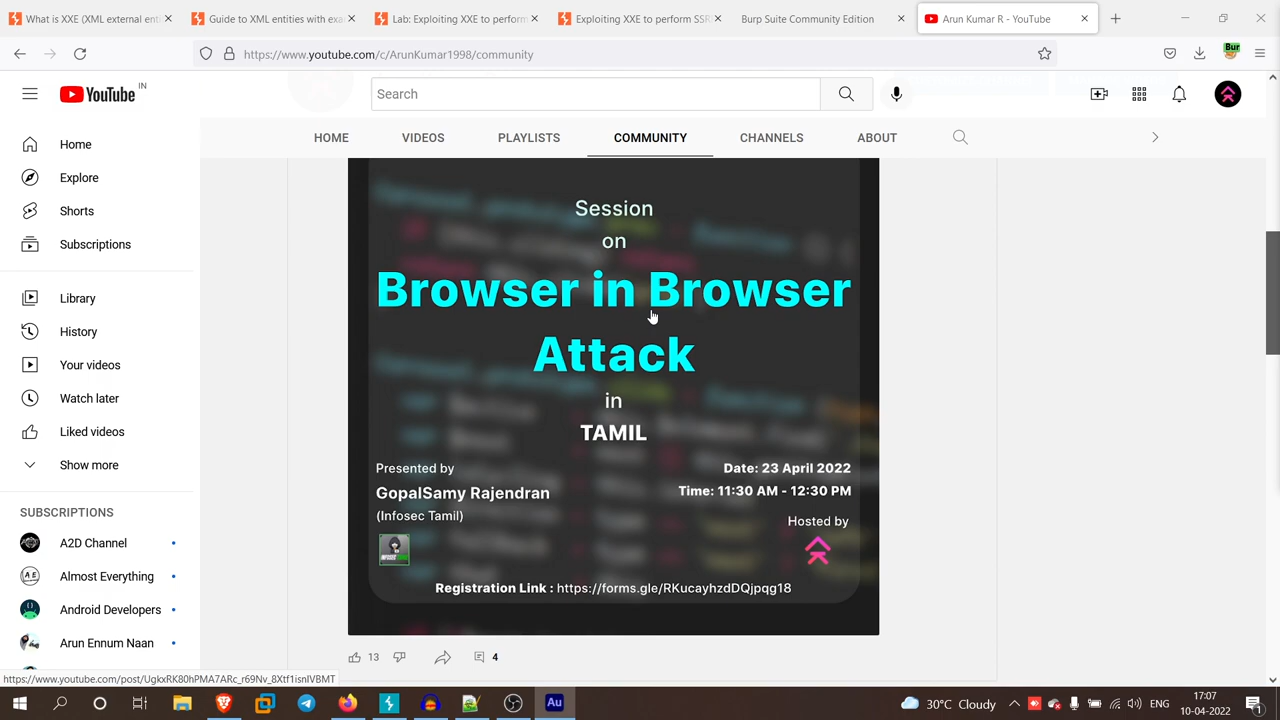 What is XXE (XML external ent
Guide to XML entities with exa
Lab: Exploiting XXE to perform
Exploiting XXE to perform SSR
Burp Suite Community Edition
Arun Kumar R - YouTube
https://www.youtube.com/c/ArunKumar1998/community
Bur
YouTube IN
Search
HOME
VIDEOS
PLAYLISTS
COMMUNITY
CHANNELS
ABOUT
Home
Explore
Shorts
Subscriptions
Library
History
Your videos
Watch later
Liked videos
Show more
SUBSCRIPTIONS
A2D Channel
Almost Everything
Android Developers
Arun Ennum Naan
Session
on
Browser in Browser
Attack
in
TAMIL
Presented by
GopalSamy Rajendran
(Infosec Tamil)
Date: 23 April 2022
Time: 11:30 AM - 12:30 PM
Hosted by
Registration Link : https://forms.gle/RKucayhzdDQjpqg18
13
4
https://www.youtube.com/post/UgkxRK80hPMA7ARc_r69Nv_8Xtf1isnIVBMT
Au
30°C Cloudy
ENG
17:07
10-04-2022
1